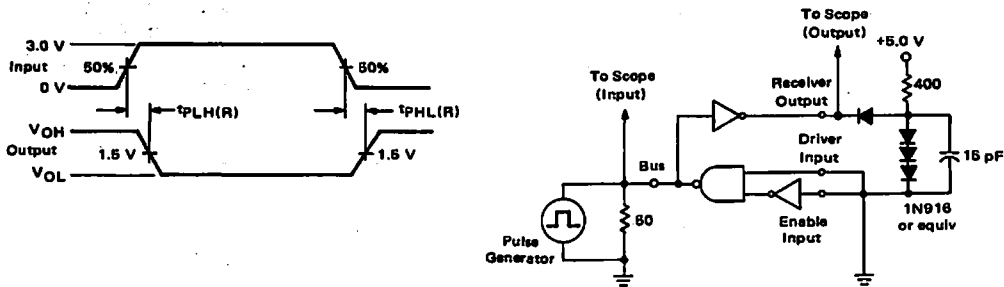 3.0 V
Input
0 V
50%
50%
tPLH(R)
tPHL(R)
VOH
Output
VOL
1.5 V
1.5 V
To Scope
(Output)
+5.0 V
To Scope
(Input)
Receiver
Output
400
Driver
Input
15 pF
Bus
1N916
or equiv
Enable
Input
50
Pulse
Generator